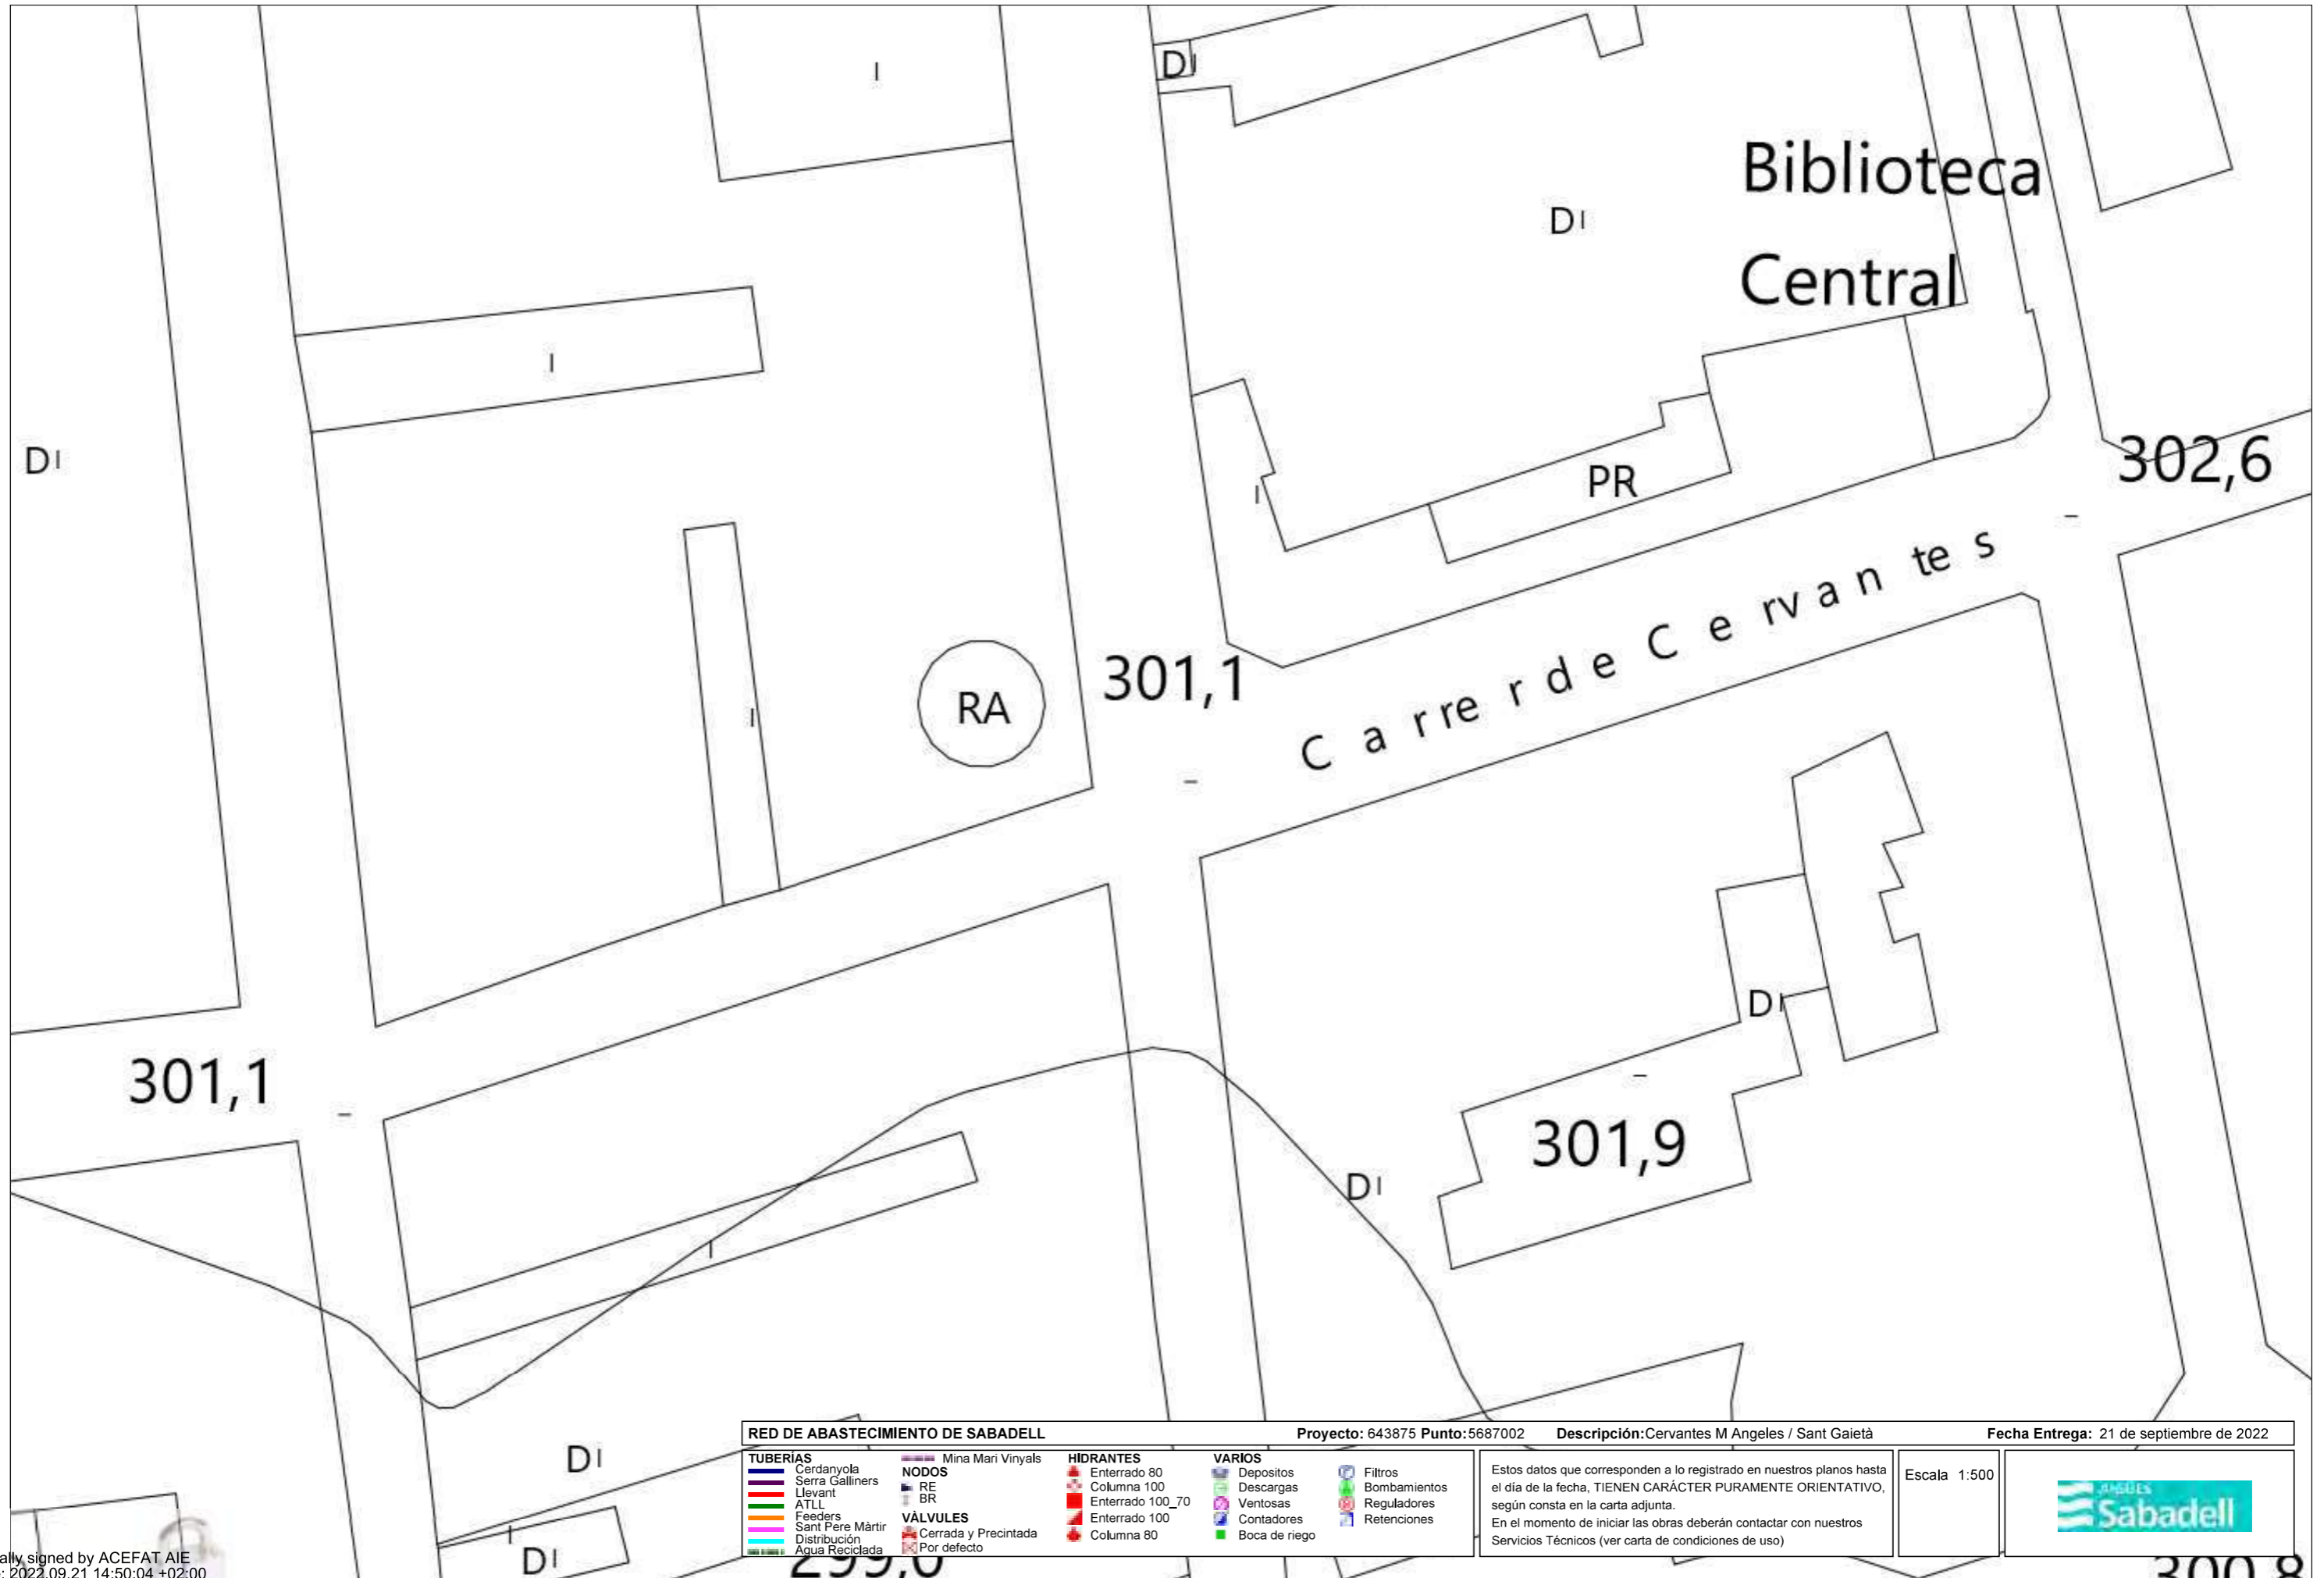 I
DI
Biblioteca
DI
Central
I
DI
302,6
PR
I
Carrer de Cervantes
301,1
RA
I
DI
301,1
301,9
DI
I
DI
I
DI
RED DE ABASTECIMIENTO DE SABADELL
Proyecto: 643875 Punto:5687002
Descripción:Cervantes M Angeles / Sant Gaietà
Fecha Entrega: 21 de septiembre de 2022
TUBERÍAS
Cerdanyola
Serra Galliners
Llevant
ATLL
Feeders
Sant Pere Màrtir
Distribución
Agua Reciclada
Mina Mari Vinyals
NODOS
RE
BR
VÀLVULES
Cerrada y Precintada
Por defecto
HIDRANTES
Enterrado 80
Columna 100
Enterrado 100_70
Enterrado 100
Columna 80
VARIOS
Depositos
Descargas
Ventosas
Contadores
Boca de riego
Filtros
Bombamientos
Reguladores
Retenciones
Estos datos que corresponden a lo registrado en nuestros planos hasta
el día de la fecha, TIENEN CARÁCTER PURAMENTE ORIENTATIVO,
según consta en la carta adjunta.
En el momento de iniciar las obras deberán contactar con nuestros
Servicios Técnicos (ver carta de condiciones de uso)
Escala 1:500
Sabadell
ally signed by ACEFAT AIE
: 2022.09.21 14:50:04 +02:00
300,8